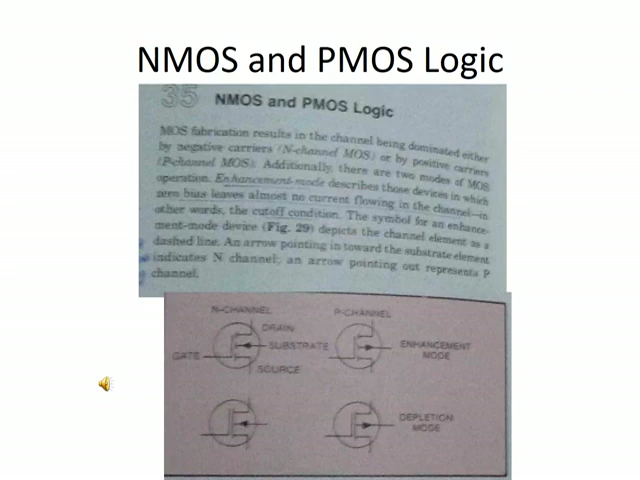 NMOS and PMOS Logic
35 NMOS and PMOS Logic
MOS fabrication results in the channel being dominated either
by negative carriers (N-channel MOS) or by positive carriers
(P-channel MOS). Additionally, there are two modes of MOS
operation. Enhancement-mode describes those devices in which
zero bias leaves almost no current flowing in the channel—in
other words, the cutoff condition. The symbol for an enhance-
ment-mode device (Fig. 29) depicts the channel element as a
dashed line. An arrow pointing in toward the substrate element
indicates N channel; an arrow pointing out represents P
channel.
N-CHANNEL P-CHANNEL
DRAIN
GATE SUBSTRATE ENHANCEMENT
MODE
SOURCE
DEPLETION
MODE